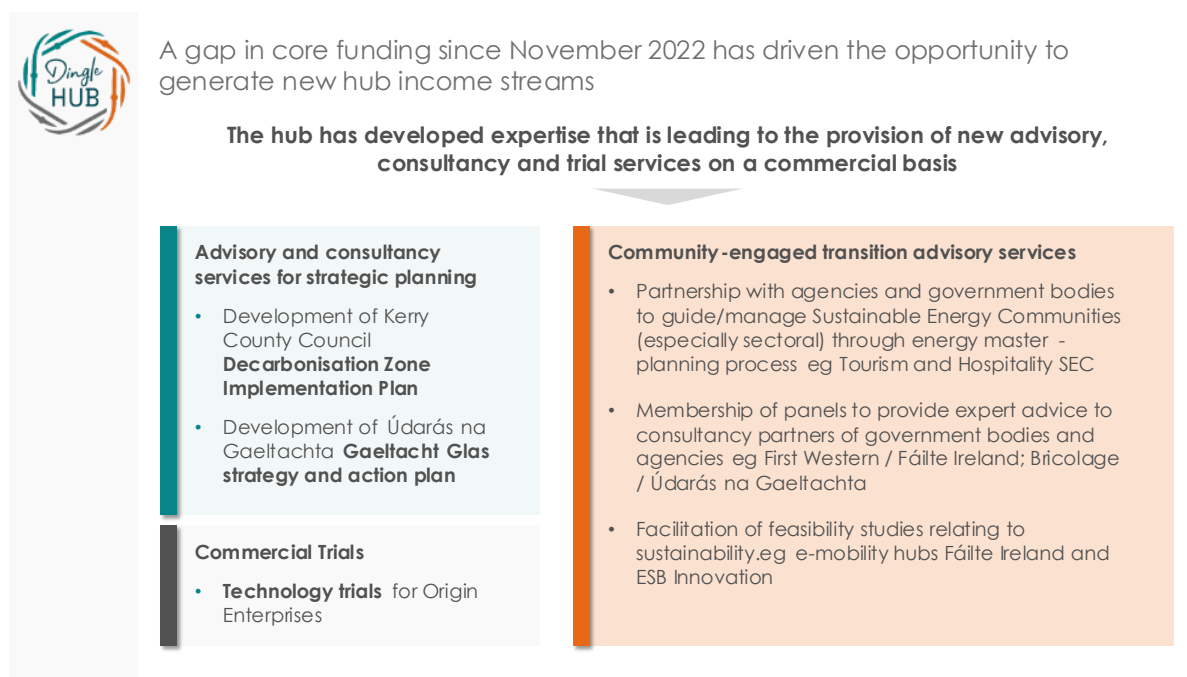 Dingle
HUB
A gap in core funding since November 2022 has driven the opportunity to
generate new hub income streams
The hub has developed expertise that is leading to the provision of new advisory,
consultancy and trial services on a commercial basis
Advisory and consultancy
services for strategic planning
• Development of Kerry
County Council
Decarbonisation Zone
Implementation Plan
• Development of Údarás na
Gaeltachta Gaeltacht Glas
strategy and action plan
Commercial Trials
• Technology trials for Origin
Enterprises
Community-engaged transition advisory services
• Partnership with agencies and government bodies
to guide/manage Sustainable Energy Communities
(especially sectoral) through energy master -
planning process eg Tourism and Hospitality SEC
• Membership of panels to provide expert advice to
consultancy partners of government bodies and
agencies eg First Western / Fáilte Ireland; Bricolage
/ Údarás na Gaeltachta
• Facilitation of feasibility studies relating to
sustainability.eg e-mobility hubs Fáilte Ireland and
ESB Innovation